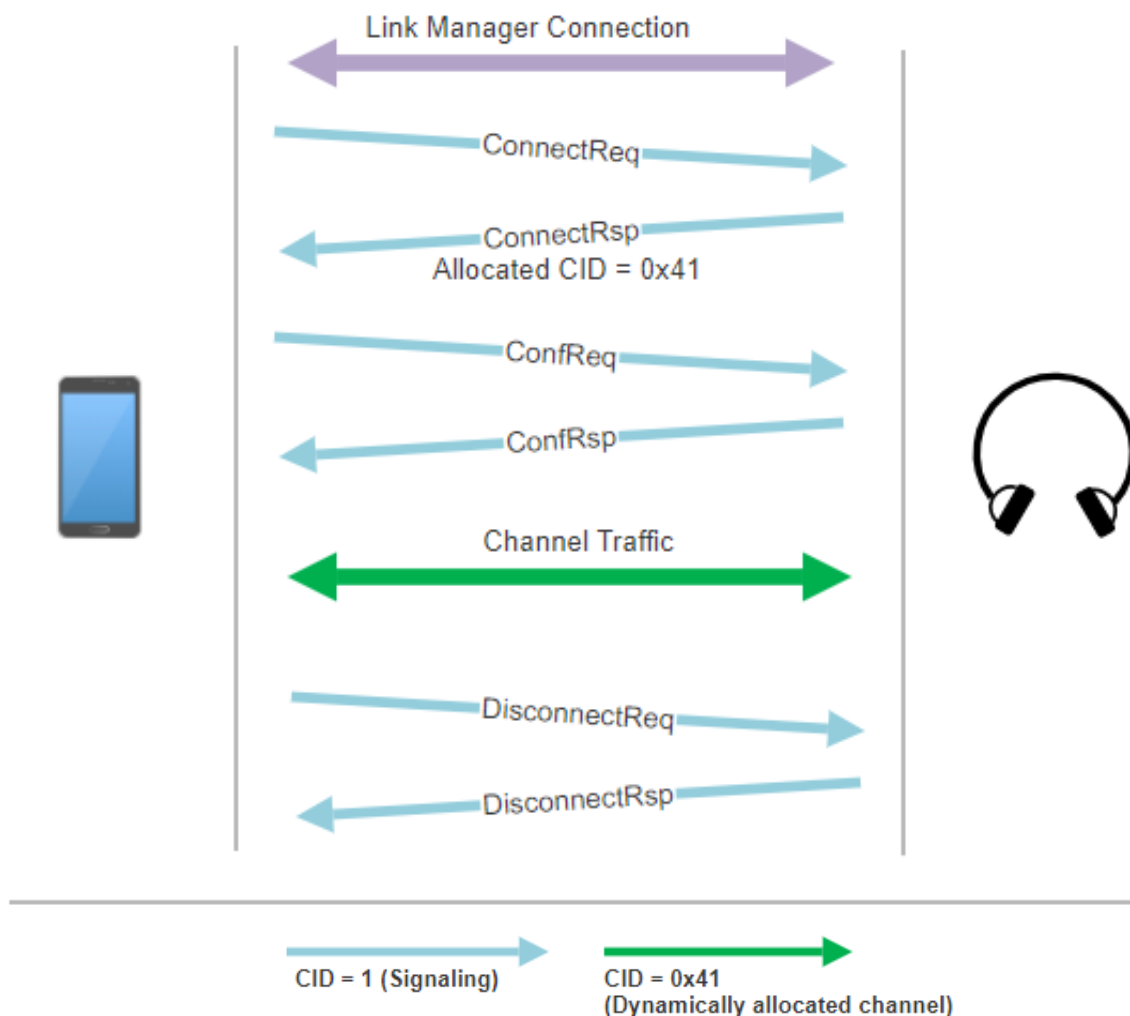 Link Manager Connection
ConnectReq
ConnectRsp
Allocated CID = 0x41
ConfReq
ConfRsp
Channel Traffic
DisconnectReq
DisconnectRsp
CID = 1 (Signaling)
CID = 0x41
(Dynamically allocated channel)